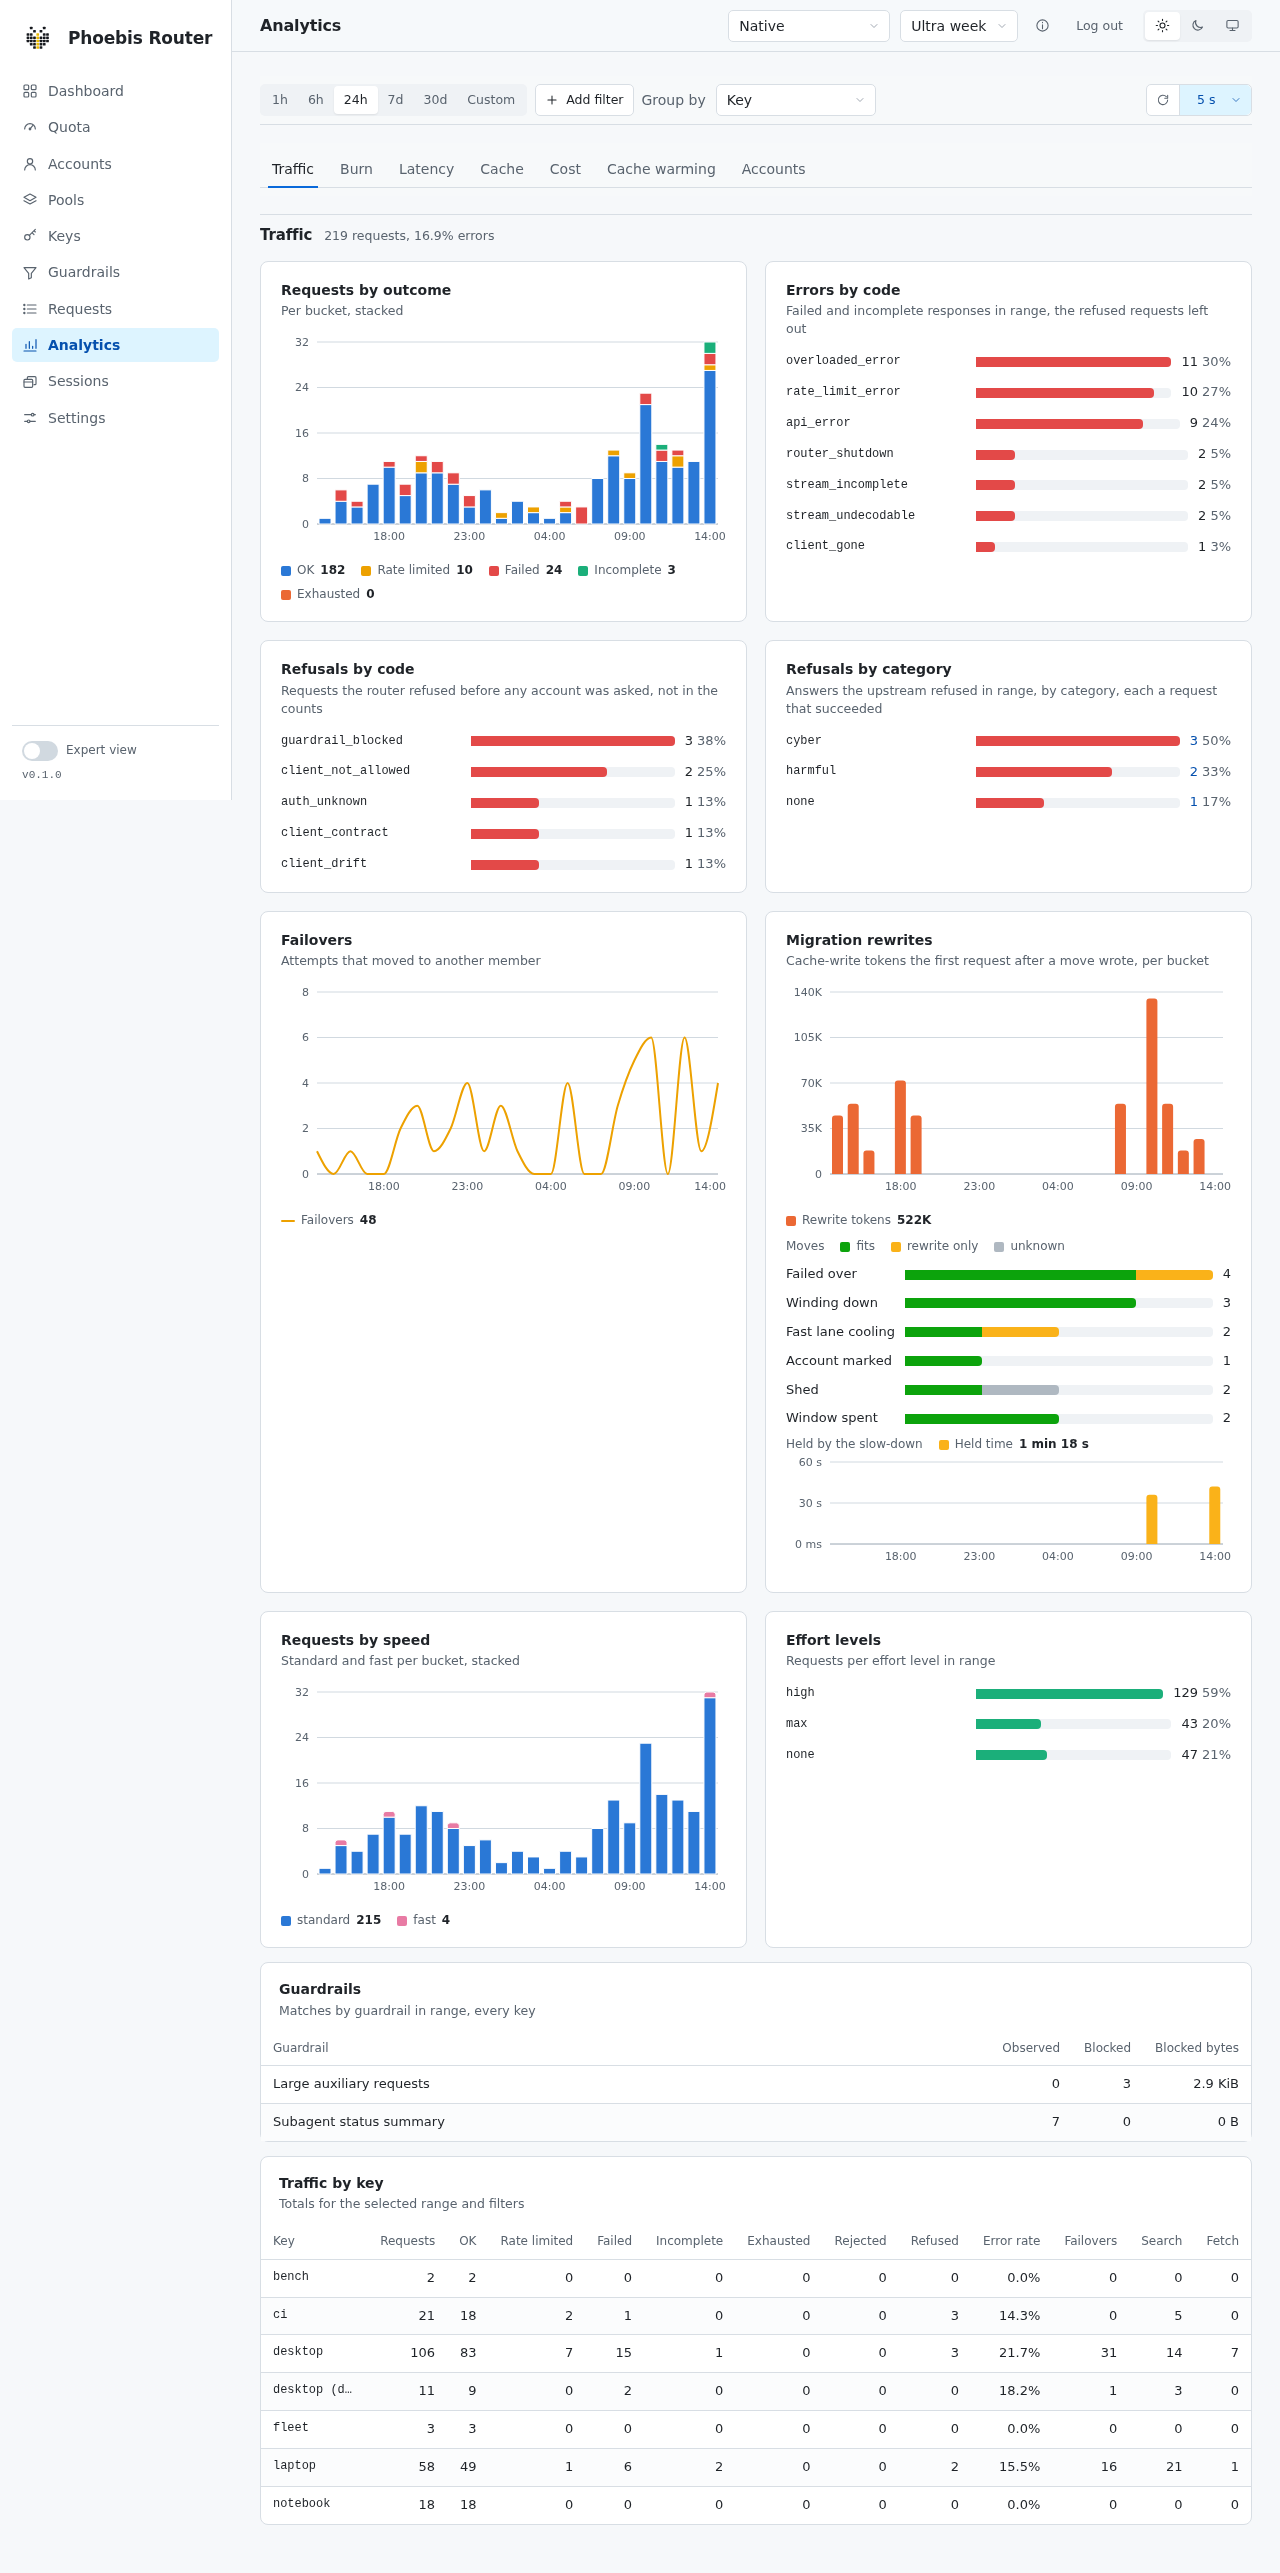 Phoebis Router
Dashboard
Quota
Accounts
Pools
Keys
Guardrails
Requests
Analytics
Sessions
Settings
Expert view
v0.1.0
Analytics
Native
Ultra week
Log out
1h 6h 24h 7d 30d Custom
Add filter
Group by
Key
5 s
Traffic Burn Latency Cache Cost Cache warming Accounts
Traffic 219 requests, 16.9% errors
Requests by outcome
Per bucket, stacked
32
24
16
8
0
18:00 23:00 04:00 09:00 14:00
OK 182 Rate limited 10 Failed 24 Incomplete 3
Exhausted 0
Errors by code
Failed and incomplete responses in range, the refused requests left
out
overloaded_error 11 30%
rate_limit_error 10 27%
api_error 9 24%
router_shutdown 2 5%
stream_incomplete 2 5%
stream_undecodable 2 5%
client_gone 1 3%
Refusals by code
Requests the router refused before any account was asked, not in the
counts
guardrail_blocked 3 38%
client_not_allowed 2 25%
auth_unknown 1 13%
client_contract 1 13%
client_drift 1 13%
Refusals by category
Answers the upstream refused in range, by category, each a request
that succeeded
cyber 3 50%
harmful 2 33%
none 1 17%
Failovers
Attempts that moved to another member
8
6
4
2
0
18:00 23:00 04:00 09:00 14:00
Failovers 48
Migration rewrites
Cache-write tokens the first request after a move wrote, per bucket
140K
105K
70K
35K
0
18:00 23:00 04:00 09:00 14:00
Rewrite tokens 522K
Moves fits rewrite only unknown
Failed over 4
Winding down 3
Fast lane cooling 2
Account marked 1
Shed 2
Window spent 2
Held by the slow-down Held time 1 min 18 s
60 s
30 s
0 ms
18:00 23:00 04:00 09:00 14:00
Requests by speed
Standard and fast per bucket, stacked
32
24
16
8
0
18:00 23:00 04:00 09:00 14:00
standard 215 fast 4
Effort levels
Requests per effort level in range
high 129 59%
max 43 20%
none 47 21%
Guardrails
Matches by guardrail in range, every key
Guardrail Observed Blocked Blocked bytes
Large auxiliary requests 0 3 2.9 KiB
Subagent status summary 7 0 0 B
Traffic by key
Totals for the selected range and filters
Key Requests OK Rate limited Failed Incomplete Exhausted Rejected Refused Error rate Failovers Search Fetch
bench 2 2 0 0 0 0 0 0 0.0% 0 0 0
ci 21 18 2 1 0 0 0 3 14.3% 0 5 0
desktop 106 83 7 15 1 0 0 3 21.7% 31 14 7
desktop (d… 11 9 0 2 0 0 0 0 18.2% 1 3 0
fleet 3 3 0 0 0 0 0 0 0.0% 0 0 0
laptop 58 49 1 6 2 0 0 2 15.5% 16 21 1
notebook 18 18 0 0 0 0 0 0 0.0% 0 0 0